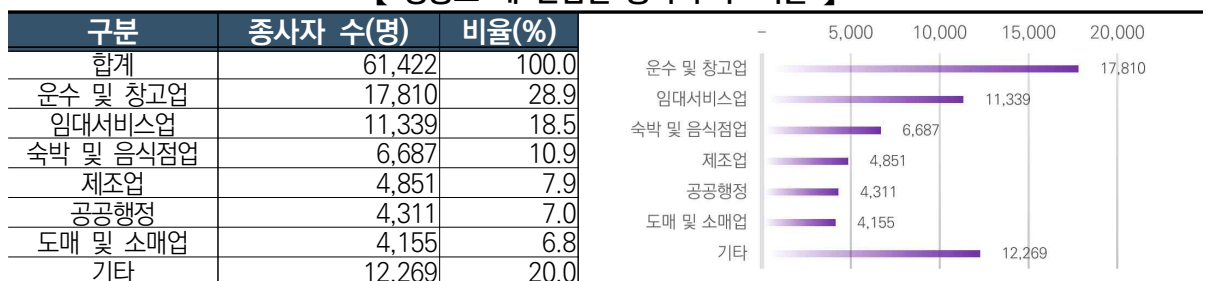 구분 종사자 수(명) 비율(%)
합계 61,422 100.0
운수 및 창고업 17,810 28.9
임대서비스업 11,339 18.5
숙박 및 음식점업 6,687 10.9
제조업 4,851 7.9
공공행정 4,311 7.0
도매 및 소매업 4,155 6.8
기타 12,269 20.0
- 5,000 10,000 15,000 20,000
운수 및 창고업 17,810
임대서비스업 11,339
숙박 및 음식점업 6,687
제조업 4,851
공공행정 4,311
도매 및 소매업 4,155
기타 12,269